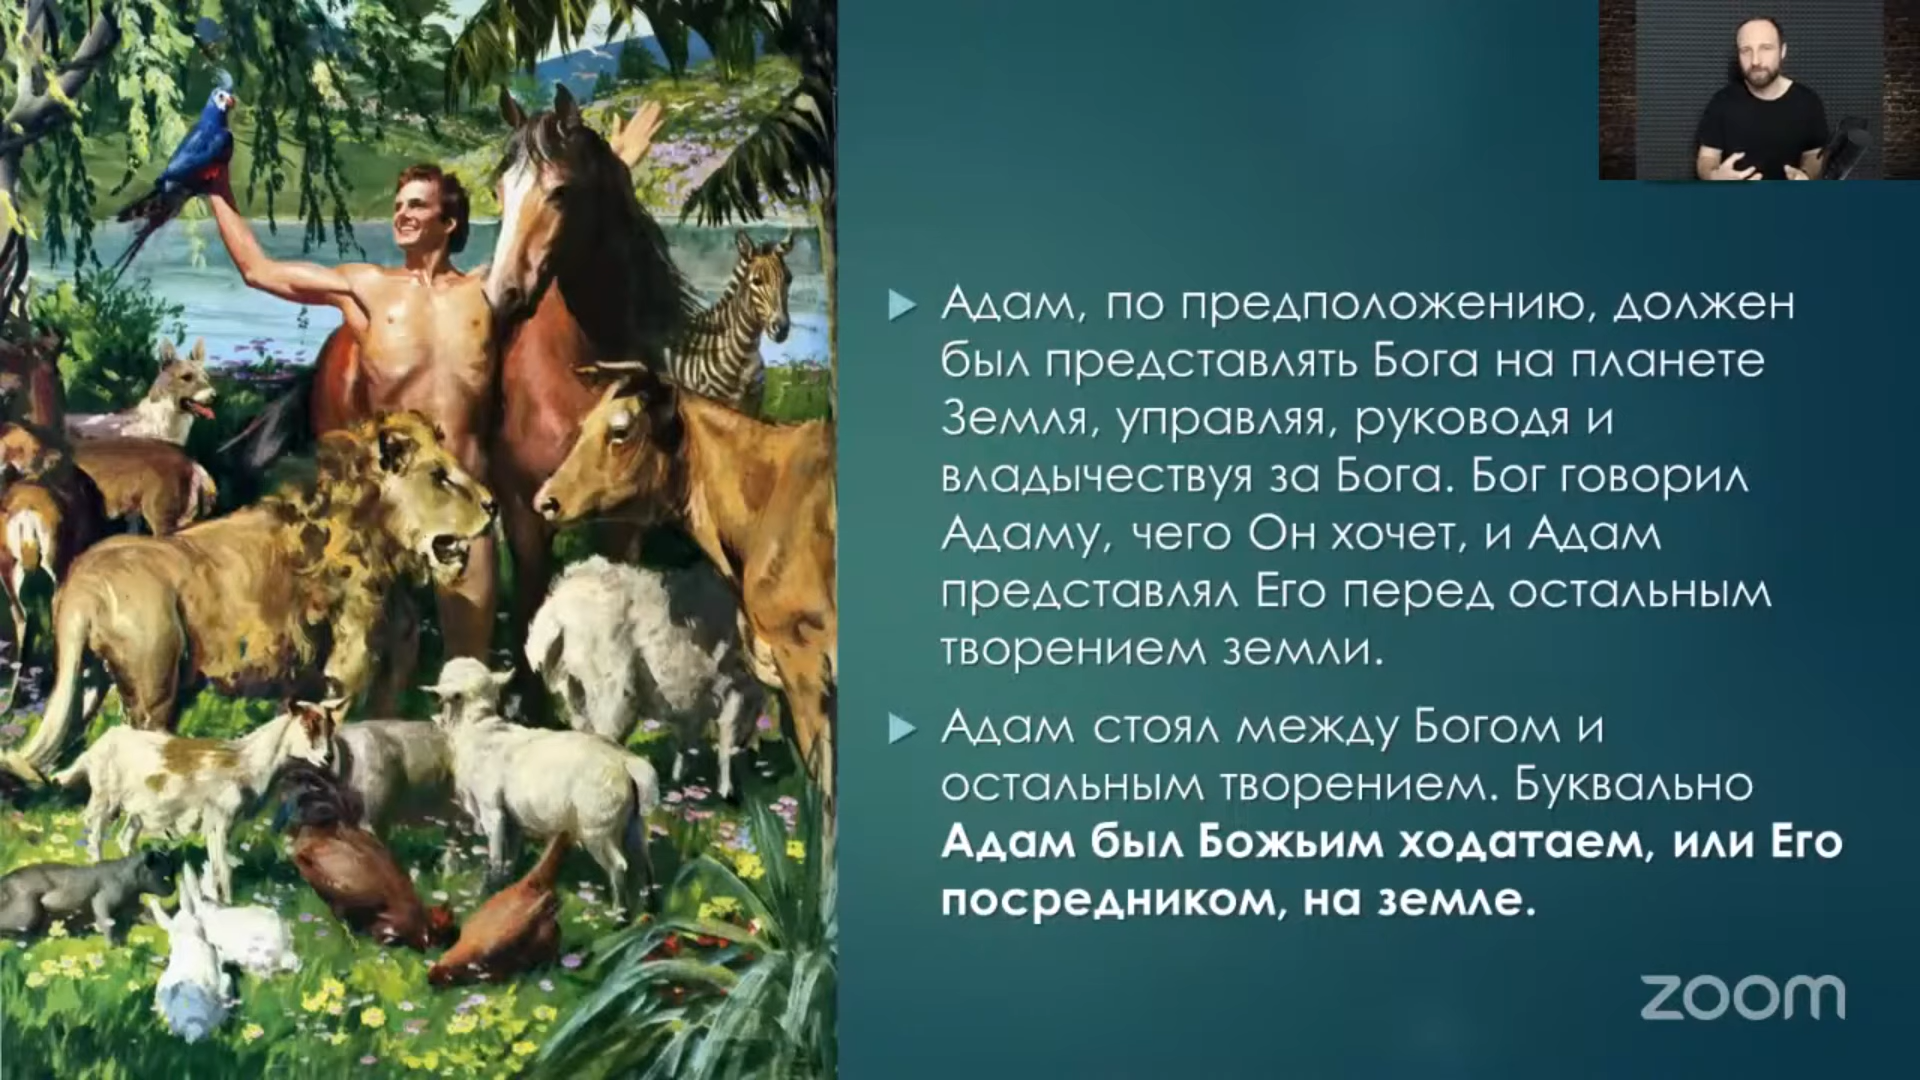 Адам, по предположению, должен
был представлять Бога на планете
Земля, управляя, руководя и
владычествуя за Бога. Бог говорил
Адаму, чего Он хочет, и Адам
представлял Его перед остальным
творением земли.
Адам стоял между Богом и
остальным творением. Буквально
Адам был Божьим ходатаем, или Его
посредником, на земле.
zoom